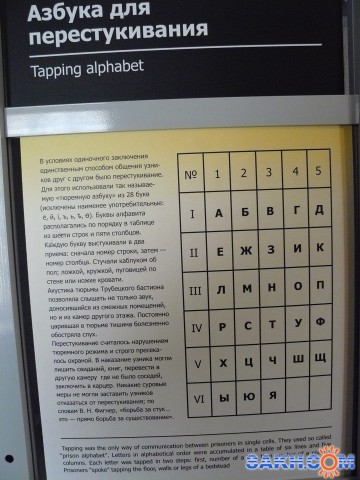 Азбука для
перестукивания
Tapping alphabet
В условиях одиночного заключения
единственным способом общения узни-
ков друг с другом было перестукивание.
Для этого использовали так называе-
мую «тюремную азбуку» из 28 букв
(исключены наименее употребительные:
располагались по порядку в таблице
из шести строк и пяти столбцов.
Каждую букву выстукивали в два
приема: сначала номер строки, затем —
номер столбца. Стучали каблуком об
пол; ложкой, кружкой, пуговицей по
стене или ножке кровати.
Акустика тюрьмы Трубецкого бастиона
позволяла слышать не только звук,
доносившийся из смежных помещений,
но и из камер другого этажа. Постоянно
царившая в тюрьме тишина болезненно
обостряла слух.
Перестукивание считалось нарушением
тюремного режима и строго пресека-
лось охраной. В наказание узника могли
лишить свиданий, книг, перевести в
другую камеру где не было соседей,
заключить в карцер. Никакие суровые
меры не могли заставить узников
отказаться от перестукивания; по
словам В. Н. Фигнер, «борьба за стук...
это — прямо борьба за существование».
№ 1 2 3 4 5
I А Б В Г Д
II Е Ж З И К
III Л М Н О П
IV Р С Т У Ф
V Х Ц Ч Ш Щ
VI Ы Ю Я
Tapping was the only way of communication between prisoners in single cells. They used so called
"prison alphabet". Letters in alphabetical order were accumulated in a table of six lines and five
columns. Each letter was tapped in two steps: first, number of
Prisoners "spoke" tapping the floor, walls or legs of a bedstead
SAKHCOM